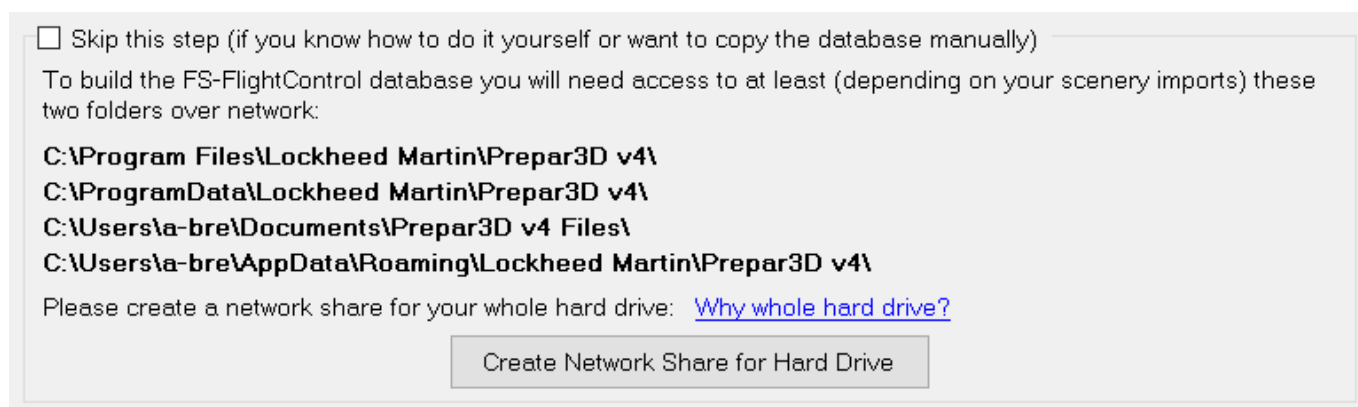 Skip this step (if you know how to do it yourself or want to copy the database manually)
To build the FS-FlightControl database you will need access to at least (depending on your scenery imports) these
two folders over network:
C:\Program Files\Lockheed Martin\Prepar3D v4\
C:\ProgramData\Lockheed Martin\Prepar3D v4\
C:\Users\a-bre\Documents\Prepar3D v4 Files\
C:\Users\a-bre\AppData\Roaming\Lockheed Martin\Prepar3D v4\
Please create a network share for your whole hard drive: Why whole hard drive?
Create Network Share for Hard Drive